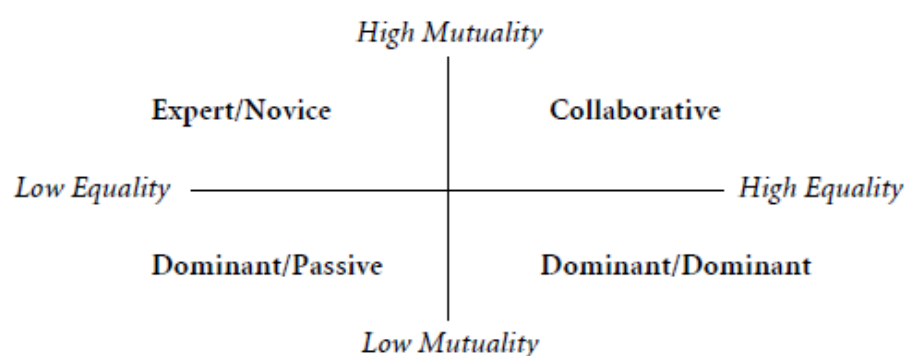 High Mutuality
Expert/Novice
Collaborative
Low Equality
High Equality
Dominant/Passive
Dominant/Dominant
Low Mutuality